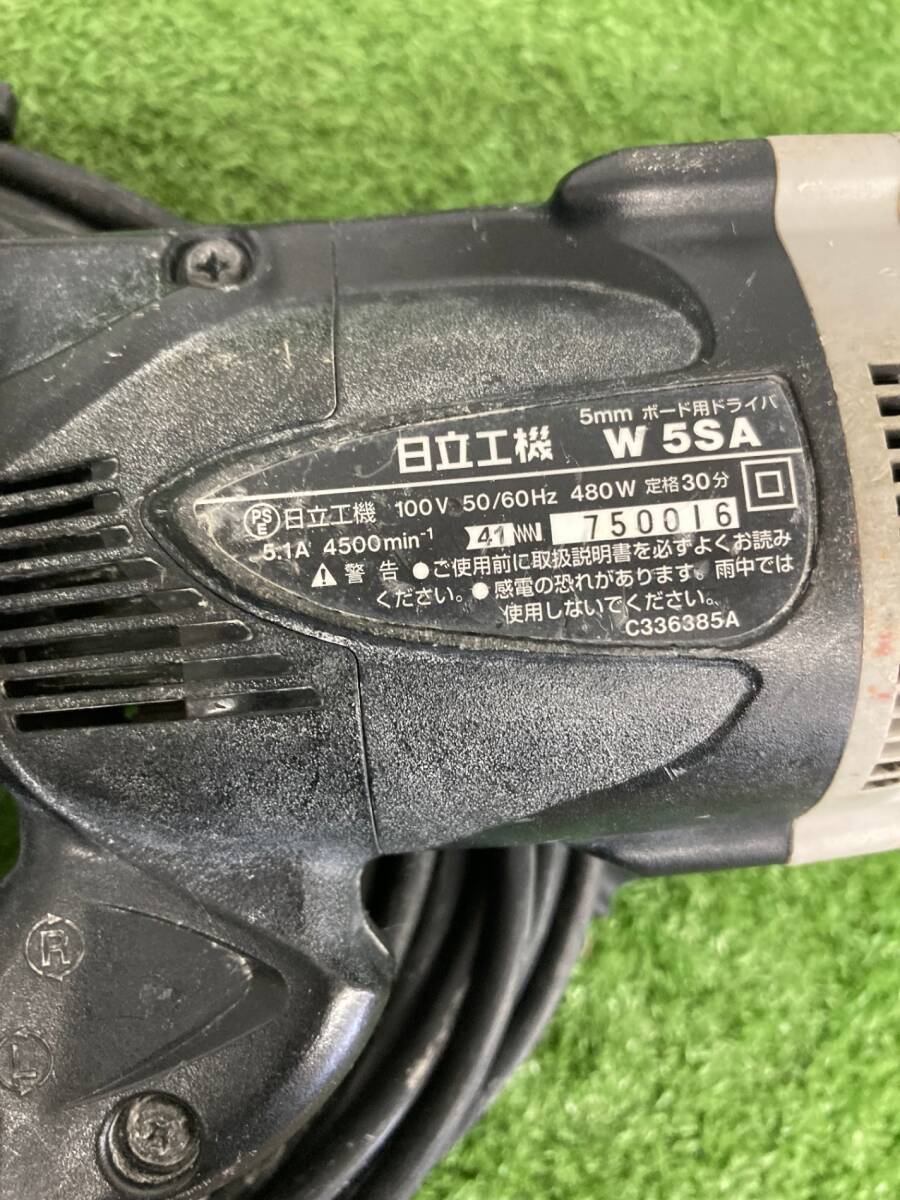 5mm ボード用ドライバ
日立工機 W 5SA
PSE 日立工機 100V 50/60Hz 480W 定格30分
5.1A 4500min-1 41 750016
警告 ●ご使用前に取扱説明書を必ずよくお読み
ください。●感電の恐れがあります。雨中では
使用しないでください。
C336385A
R
L